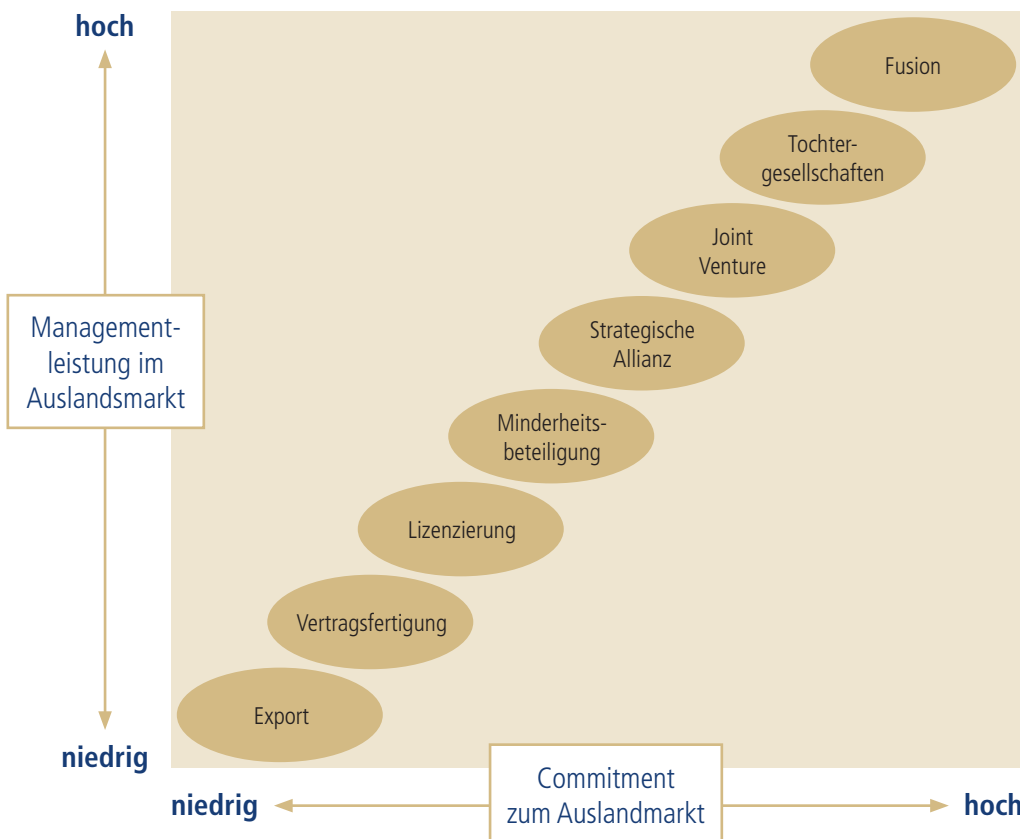 hoch
Fusion
Tochter-
gesellschaften
Joint
Venture
Management-
leistung im
Auslandsmarkt
Strategische
Allianz
Minderheits-
beteiligung
Lizenzierung
Vertragsfertigung
Export
niedrig
niedrig
Commitment
zum Auslandmarkt
hoch